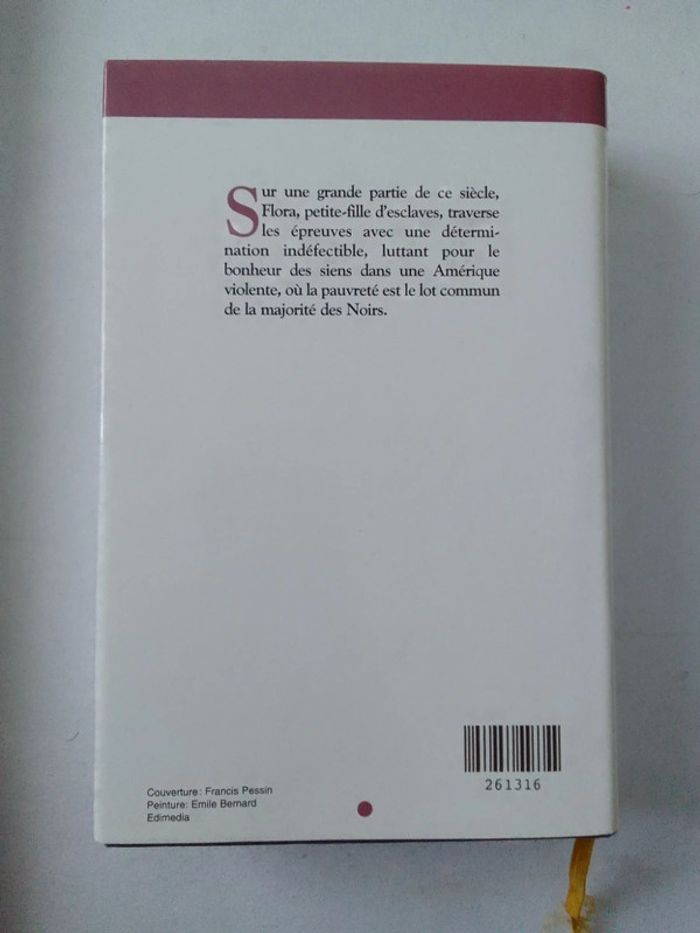 Sur une grande partie de ce siècle,
Flora, petite-fille d'esclaves, traverse
les épreuves avec une détermi-
nation indéfectible, luttant pour le
bonheur des siens dans une Amérique
violente, où la pauvreté est le lot commun
de la majorité des Noirs.
261316
Couverture : Francis Pessin
Peinture: Emile Bernard
Edimedia